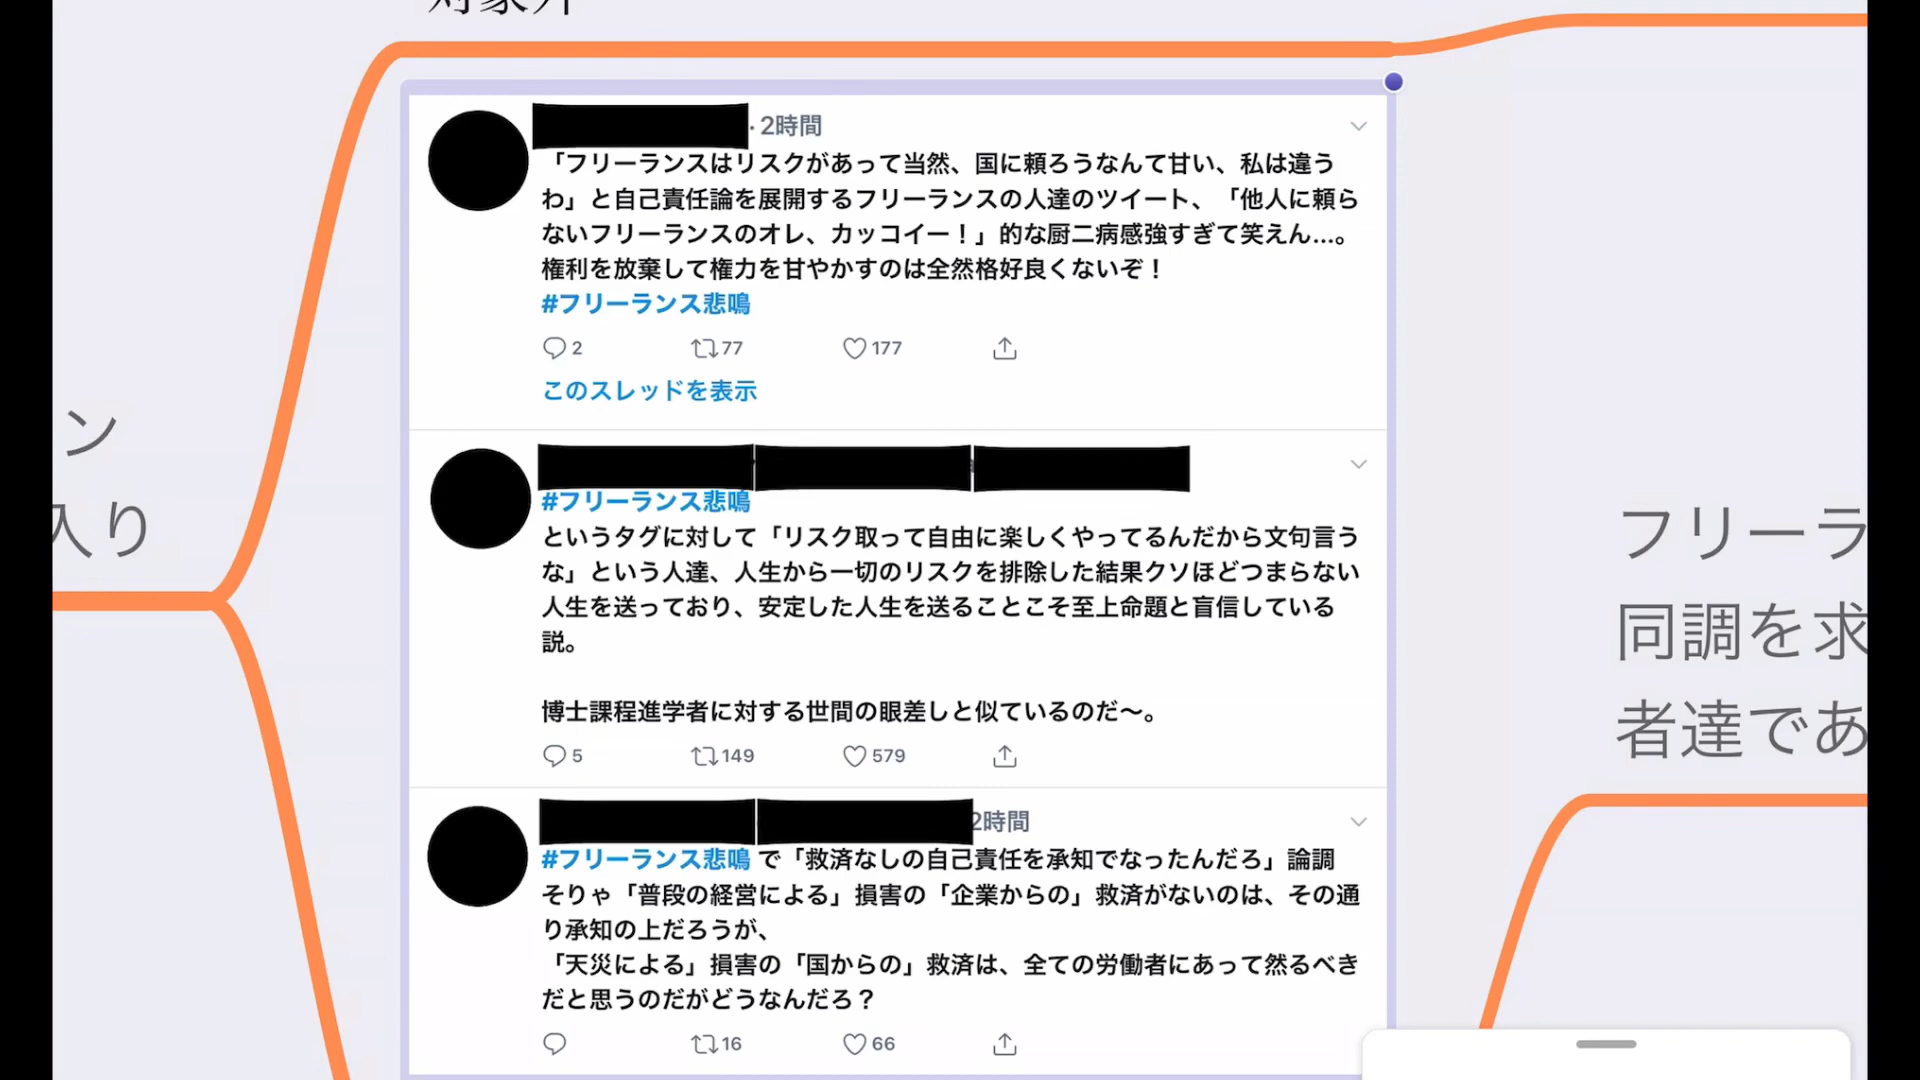 対象外
· 2時間
「フリーランスはリスクがあって当然、国に頼ろうなんて甘い、私は違う
わ」と自己責任論を展開するフリーランスの人達のツイート、「他人に頼ら
ないフリーランスのオレ、カッコイー！」的な厨二病感強すぎて笑えん…。
権利を放棄して権力を甘やかすのは全然格好良くないぞ！
#フリーランス悲鳴
2 77 177
このスレッドを表示
#フリーランス悲鳴
というタグに対して「リスク取って自由に楽しくやってるんだから文句言う
な」という人達、人生から一切のリスクを排除した結果クソほどつまらない
人生を送っており、安定した人生を送ることこそ至上命題と盲信している
説。
博士課程進学者に対する世間の眼差しと似ているのだ〜。
5 149 579
2時間
#フリーランス悲鳴 で「救済なしの自己責任を承知でなったんだろ」論調
そりゃ「普段の経営による」損害の「企業からの」救済がないのは、その通
り承知の上だろうが、
「天災による」損害の「国からの」救済は、全ての労働者にあって然るべき
だと思うのだがどうなんだろ？
16 66
ン
入り
フリーラ
同調を求
者達であ